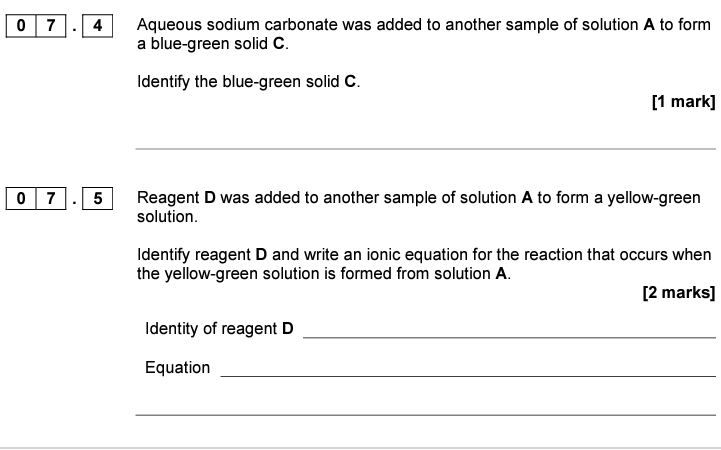 0 7 . 4 Aqueous sodium carbonate was added to another sample of solution A to form
a blue-green solid C.
Identify the blue-green solid C.
[1 mark]
0 7 . 5 Reagent D was added to another sample of solution A to form a yellow-green
solution.
Identify reagent D and write an ionic equation for the reaction that occurs when
the yellow-green solution is formed from solution A.
[2 marks]
Identity of reagent D
Equation